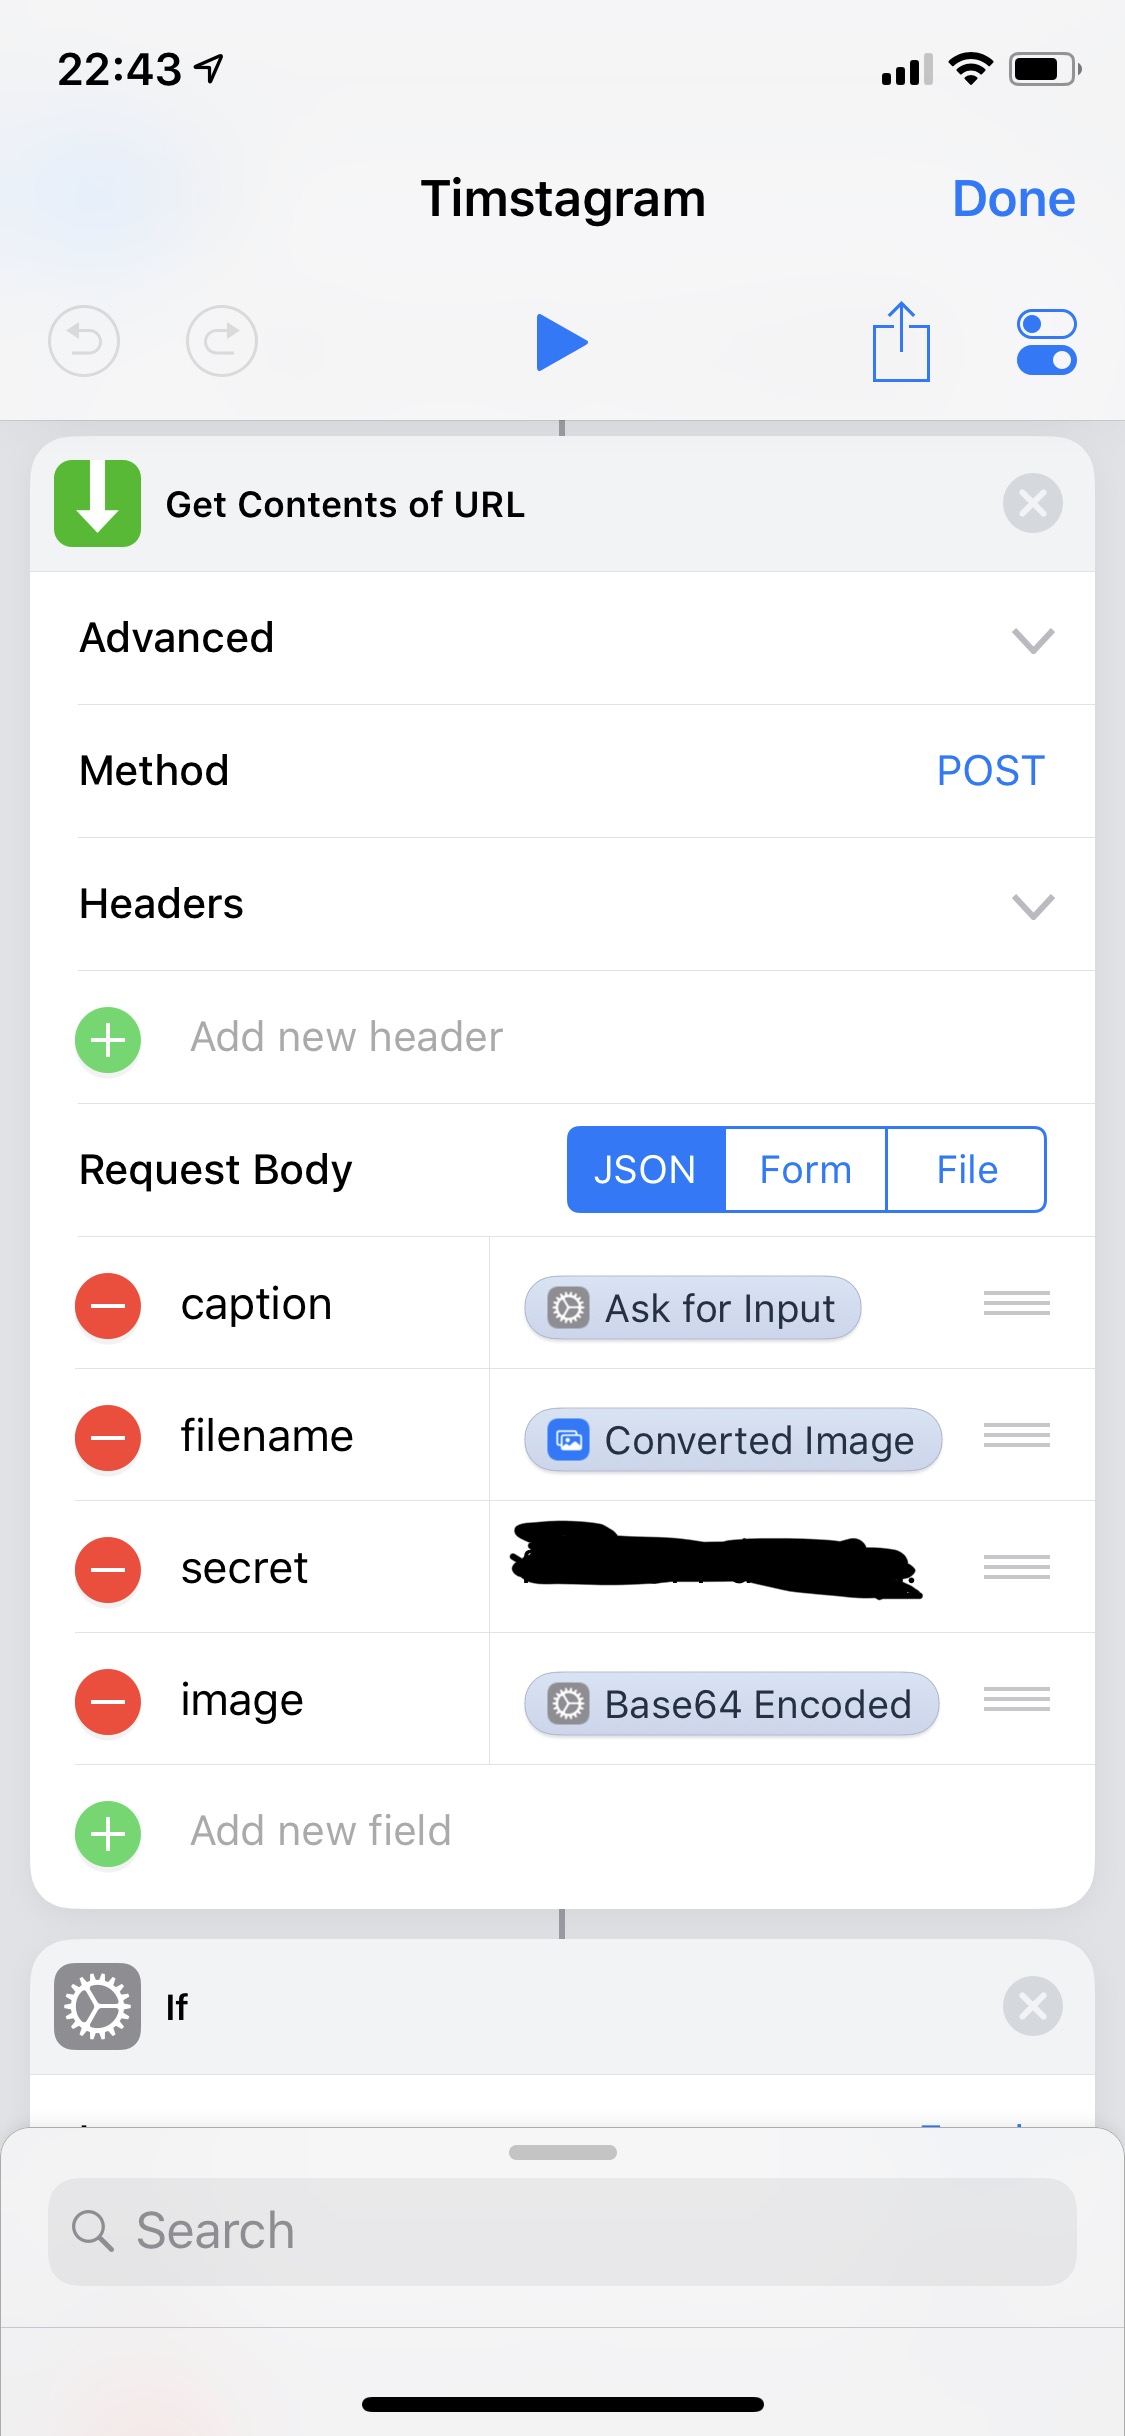 22:43
Timstagram
Done
Get Contents of URL
Advanced
Method
POST
Headers
Add new header
Request Body
JSON
Form
File
caption
Ask for Input
filename
Converted Image
secret
image
Base64 Encoded
Add new field
If
Search